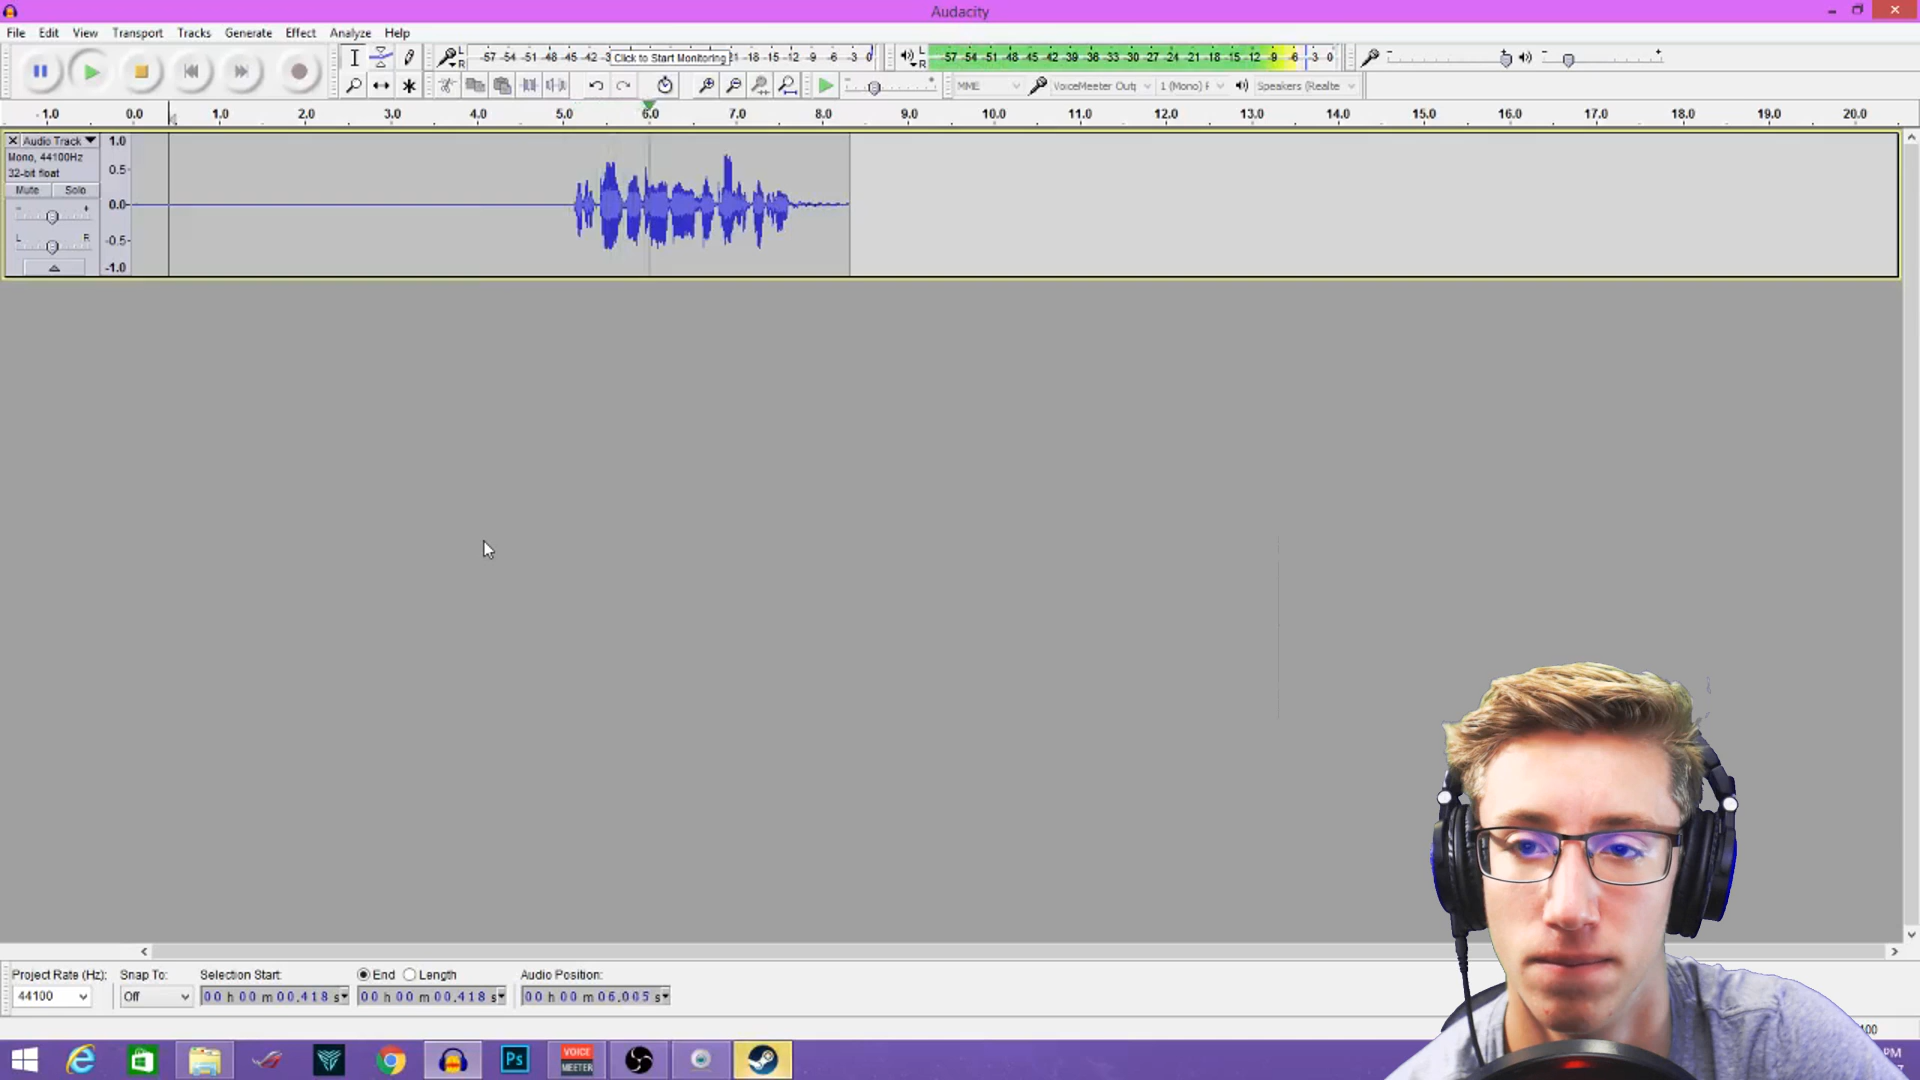 Audacity
File Edit View Transport Tracks Generate Effect Analyze Help
L R -57 -54 -51 -48 -45 -42 -3 Click to Start Monitoring -18 -15 -12 -9 -6 -3 0 L R -57 -54 -51 -48 -45 -42 -39 -36 -33 -30 -27 -24 -21 -18 -15 -12 -9 -6 -3 0
MME VoiceMeeter Outp 1 (Mono) F Speakers (Realte
-1.0 0.0 1.0 2.0 3.0 4.0 5.0 6.0 7.0 8.0 9.0 10.0 11.0 12.0 13.0 14.0 15.0 16.0 17.0 18.0 19.0 20.0
Audio Track 1.0
Mono, 44100Hz
32-bit float 0.5
Mute Solo
0.0
L R -0.5
-1.0
Project Rate (Hz): Snap To: Selection Start: End Length Audio Position:
44100 Off 00 h 00 m 00.418 s 00 h 00 m 00.418 s 00 h 00 m 06.005 s
Ps VOICE MEETER